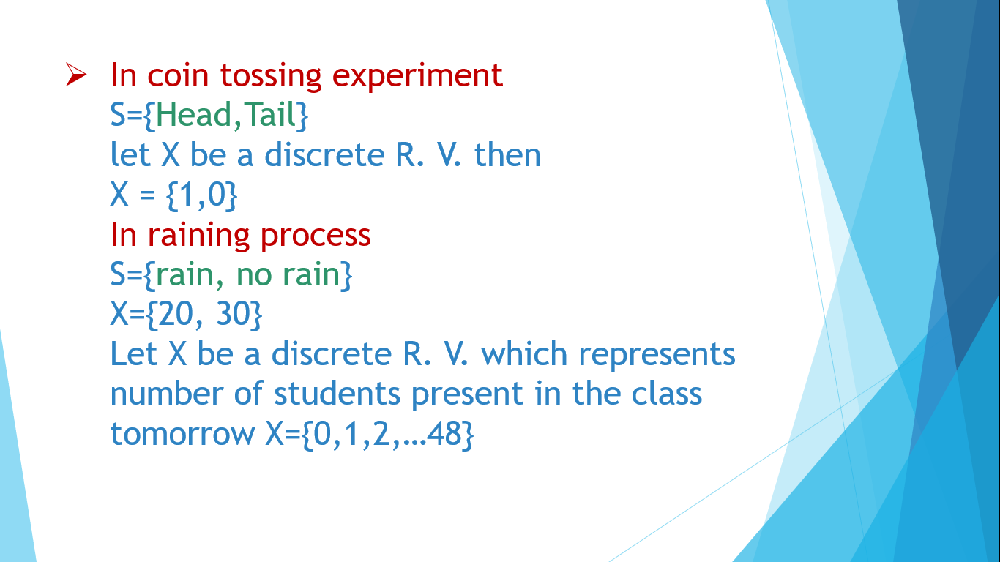 ➢ In coin tossing experiment
S={Head,Tail}
let X be a discrete R. V. then
X = {1,0}
In raining process
S={rain, no rain}
X={20, 30}
Let X be a discrete R. V. which represents
number of students present in the class
tomorrow X={0,1,2,…48}